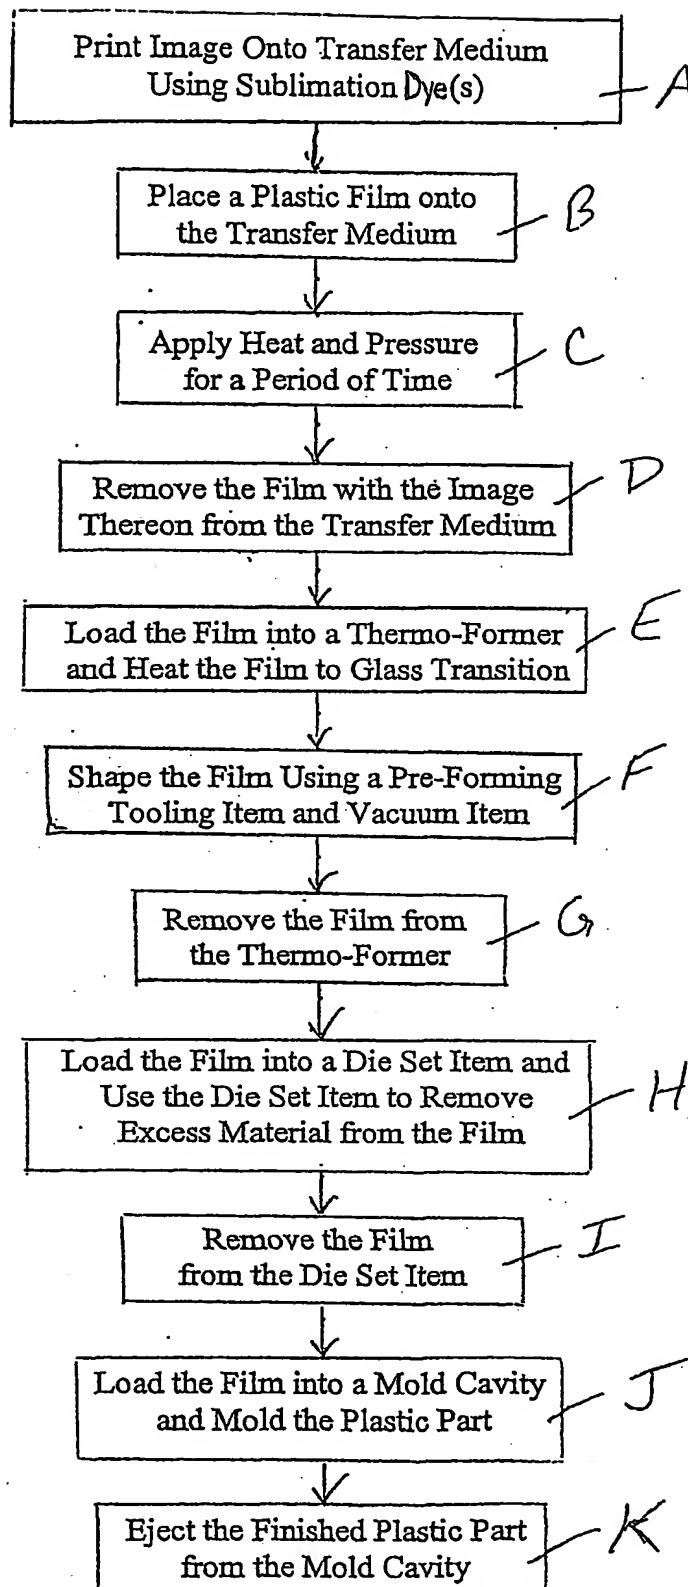 Print Image Onto Transfer Medium
Using Sublimation Dye(s)
A
Place a Plastic Film onto
the Transfer Medium
B
Apply Heat and Pressure
for a Period of Time
C
Remove the Film with the Image
Thereon from the Transfer Medium
D
Load the Film into a Thermo-Former
and Heat the Film to Glass Transition
E
Shape the Film Using a Pre-Forming
Tooling Item and Vacuum Item
F
Remove the Film from
the Thermo-Former
G
Load the Film into a Die Set Item and
Use the Die Set Item to Remove
Excess Material from the Film
H
Remove the Film
from the Die Set Item
I
Load the Film into a Mold Cavity
and Mold the Plastic Part
J
Eject the Finished Plastic Part
from the Mold Cavity
K